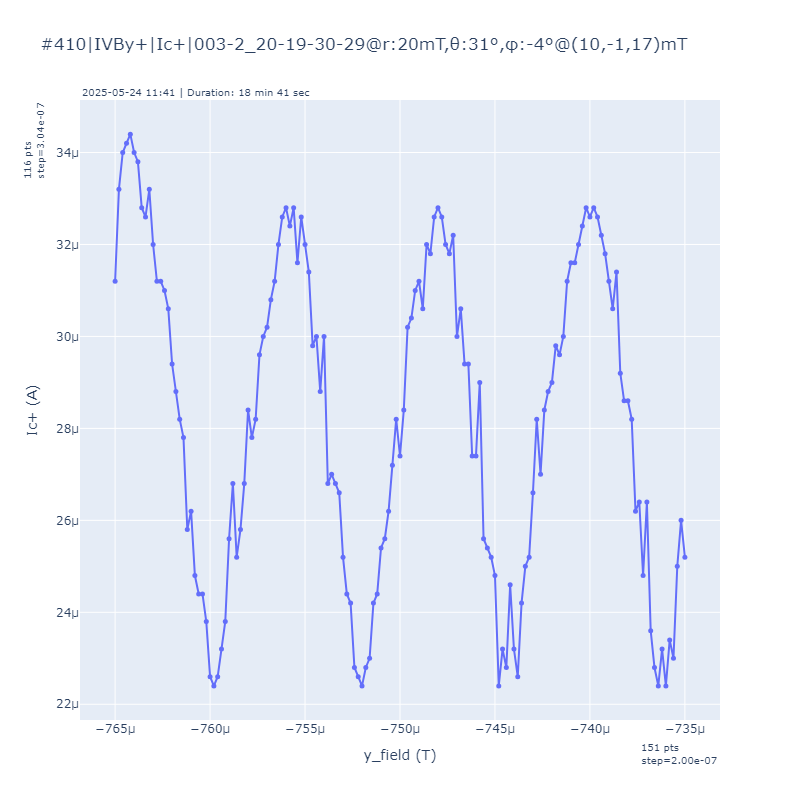 #410|IVBy+|Ic+|003-2_20-19-30-29@r:20mT,θ:31°,φ:-4°@(10,-1,17)mT
2025-05-24 11:41 | Duration: 18 min 41 sec
116 pts
step=3.04e-07
34μ
32μ
30μ
28μ
26μ
24μ
22μ
Ic+ (A)
−765μ
−760μ
−755μ
−750μ
−745μ
−740μ
−735μ
y_field (T)
151 pts
step=2.00e-07